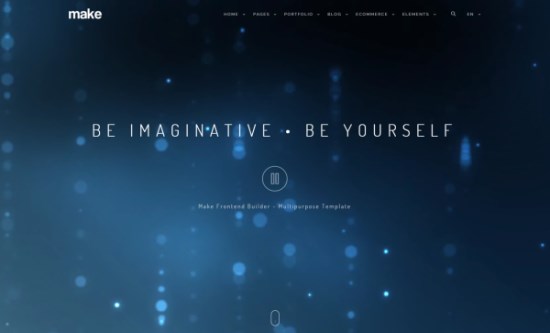 make
HOME PAGES PORTFOLIO BLOG ECOMMERCE ELEMENTS EN
BE IMAGINATIVE • BE YOURSELF
Make Frontend Builder - Multipurpose Template